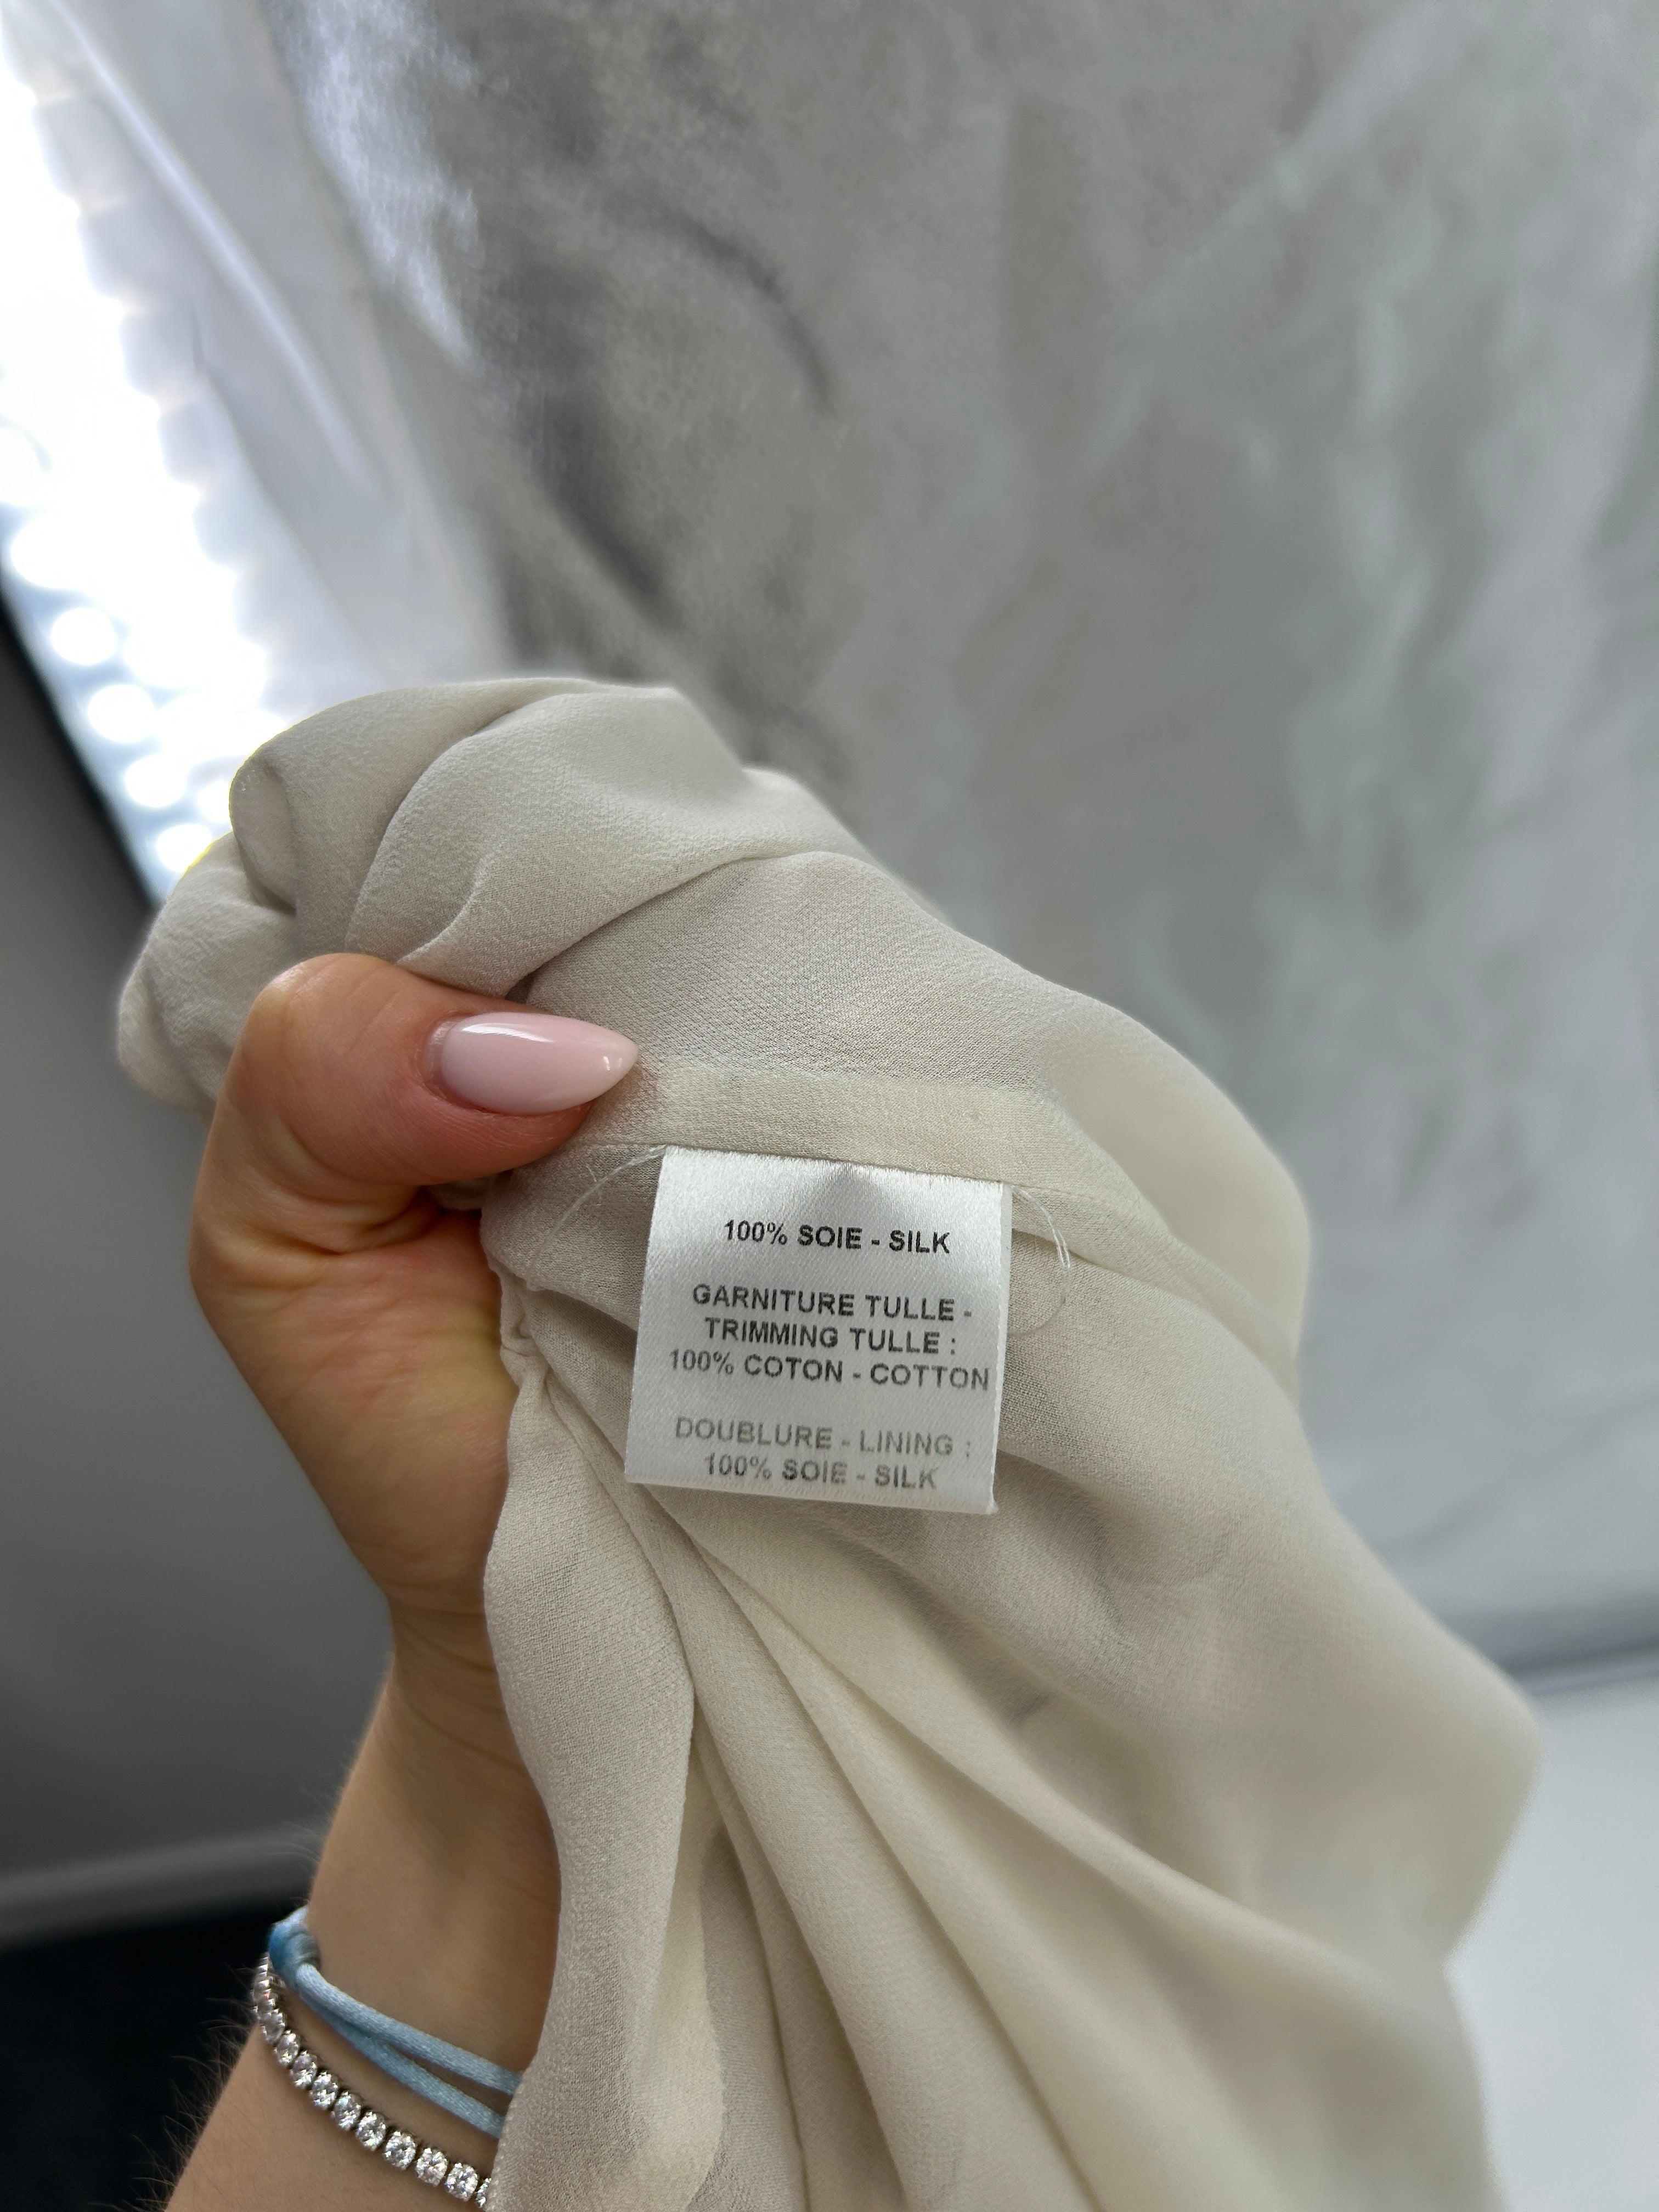 100% SOIE - SILK
GARNITURE TULLE -
TRIMMING TULLE :
100% COTON - COTTON
DOUBLURE - LINING :
100% SOIE - SILK